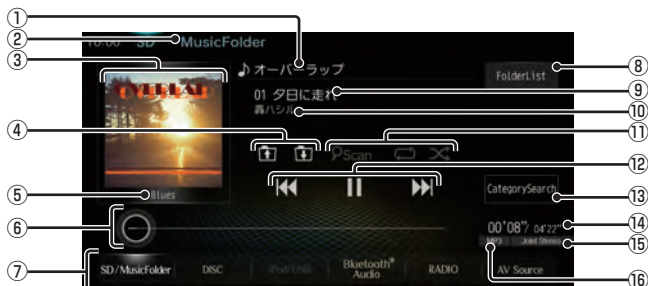 ①
②
③
④
⑤
⑥
⑦
10:00 SD MusicFolder
♪オーバーラップ
OVERLAP
01 夕日に走れ
轟ハシル
Scan
Blues
FolderList
CategorySearch
00'08"/ 04'22"
MP3 Joint Stereo
SD/MusicFolder DISC iPod/USB Bluetooth® Audio RADIO AV Source
⑧
⑨
⑩
⑪
⑫
⑬
⑭
⑮
⑯